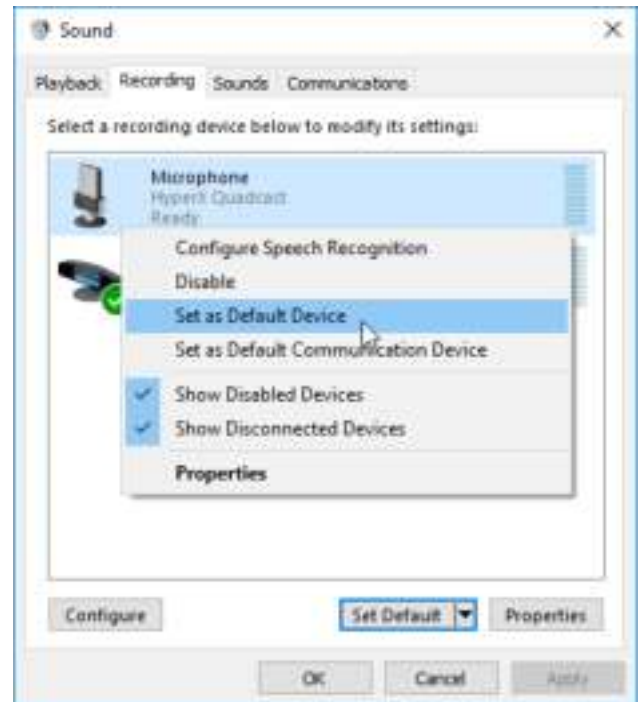 Sound
Playback Recording Sounds Communications
Select a recording device below to modify its settings:
Microphone
HyperX Quadcast
Ready
Configure Speech Recognition
Disable
Set as Default Device
Set as Default Communication Device
Show Disabled Devices
Show Disconnected Devices
Properties
Configure Set Default Properties
OK Cancel Apply